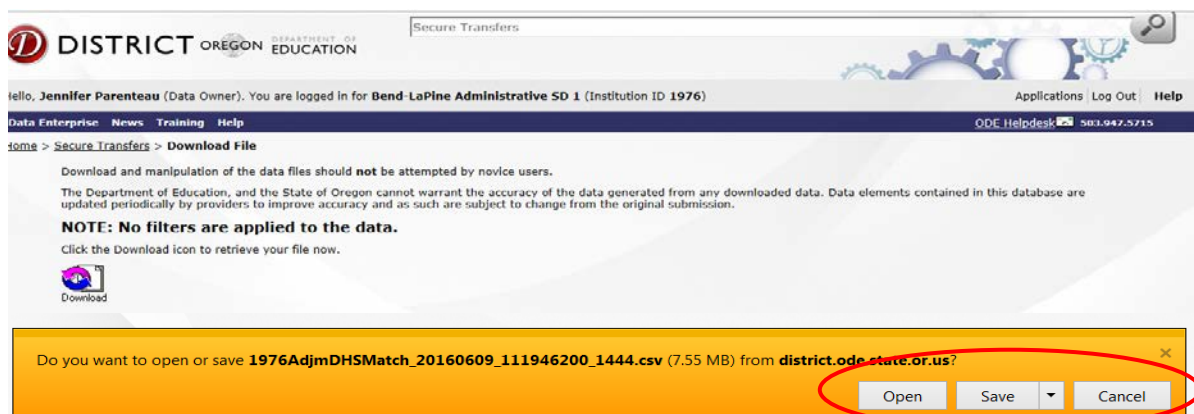 Secure Transfers
DISTRICT OREGON DEPARTMENT OF EDUCATION
Hello, Jennifer Parenteau (Data Owner). You are logged in for Bend-LaPine Administrative SD 1 (Institution ID 1976) Applications Log Out Help
Data Enterprise News Training Help ODE Helpdesk 503.947.5715
Home > Secure Transfers > Download File
Download and manipulation of the data files should not be attempted by novice users.
The Department of Education, and the State of Oregon cannot warrant the accuracy of the data generated from any downloaded data. Data elements contained in this database are
updated periodically by providers to improve accuracy and as such are subject to change from the original submission.
NOTE: No filters are applied to the data.
Click the Download icon to retrieve your file now.
Download
Do you want to open or save 1976AdjmDHSMatch_20160609_111946200_1444.csv (7.55 MB) from district.ode.state.or.us?
Open Save Cancel